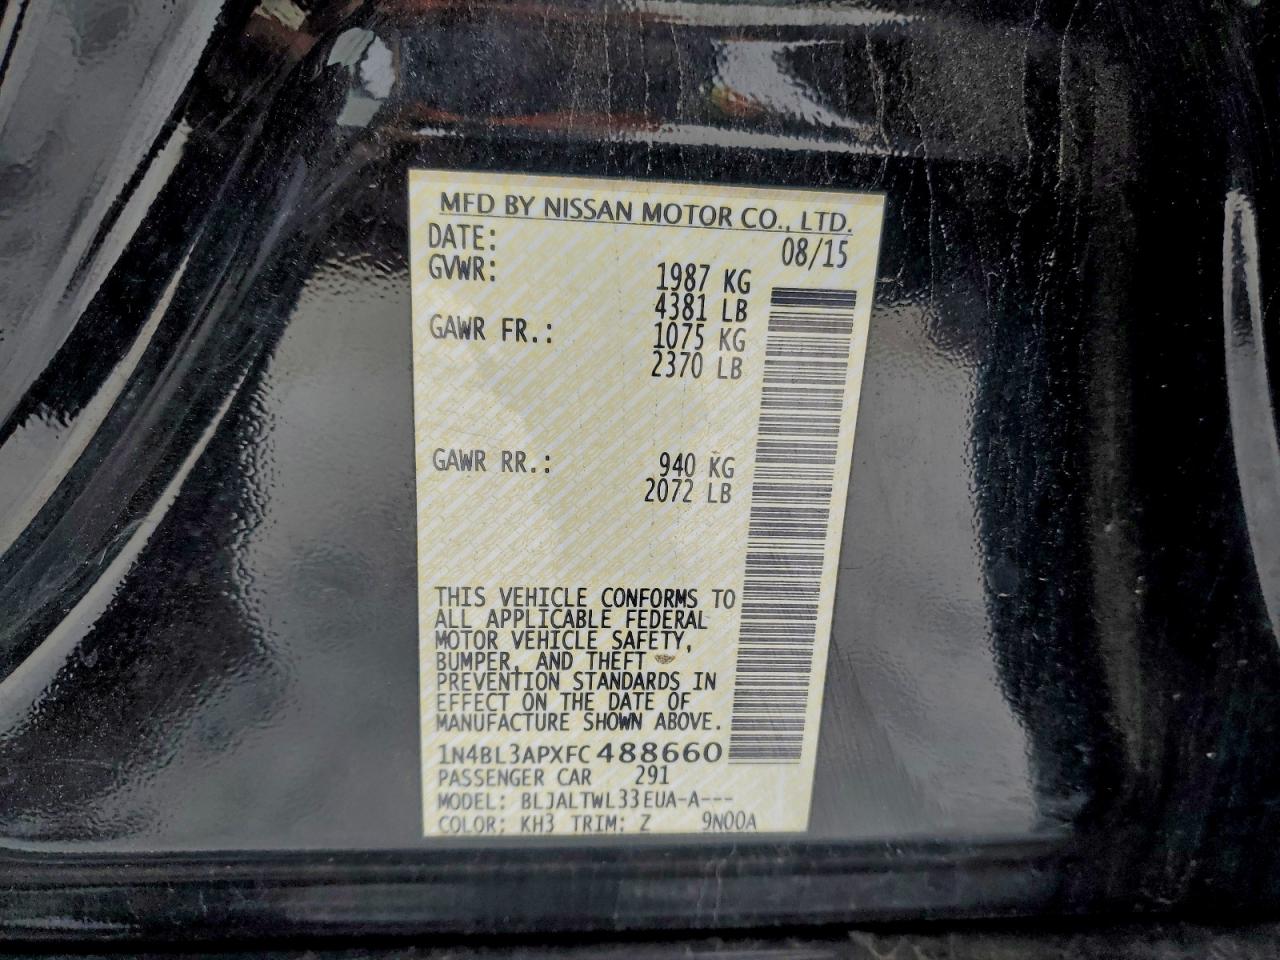 MFD BY NISSAN MOTOR CO., LTD.
DATE: 08/15
GVWR: 1987 KG
4381 LB
GAWR FR.: 1075 KG
2370 LB
GAWR RR.: 940 KG
2072 LB
THIS VEHICLE CONFORMS TO
ALL APPLICABLE FEDERAL
MOTOR VEHICLE SAFETY,
BUMPER, AND THEFT
PREVENTION STANDARDS IN
EFFECT ON THE DATE OF
MANUFACTURE SHOWN ABOVE.
1N4BL3APXFC488660
PASSENGER CAR 291
MODEL: BLJALTWL33EUA-A---
COLOR: KH3 TRIM: Z 9N00A